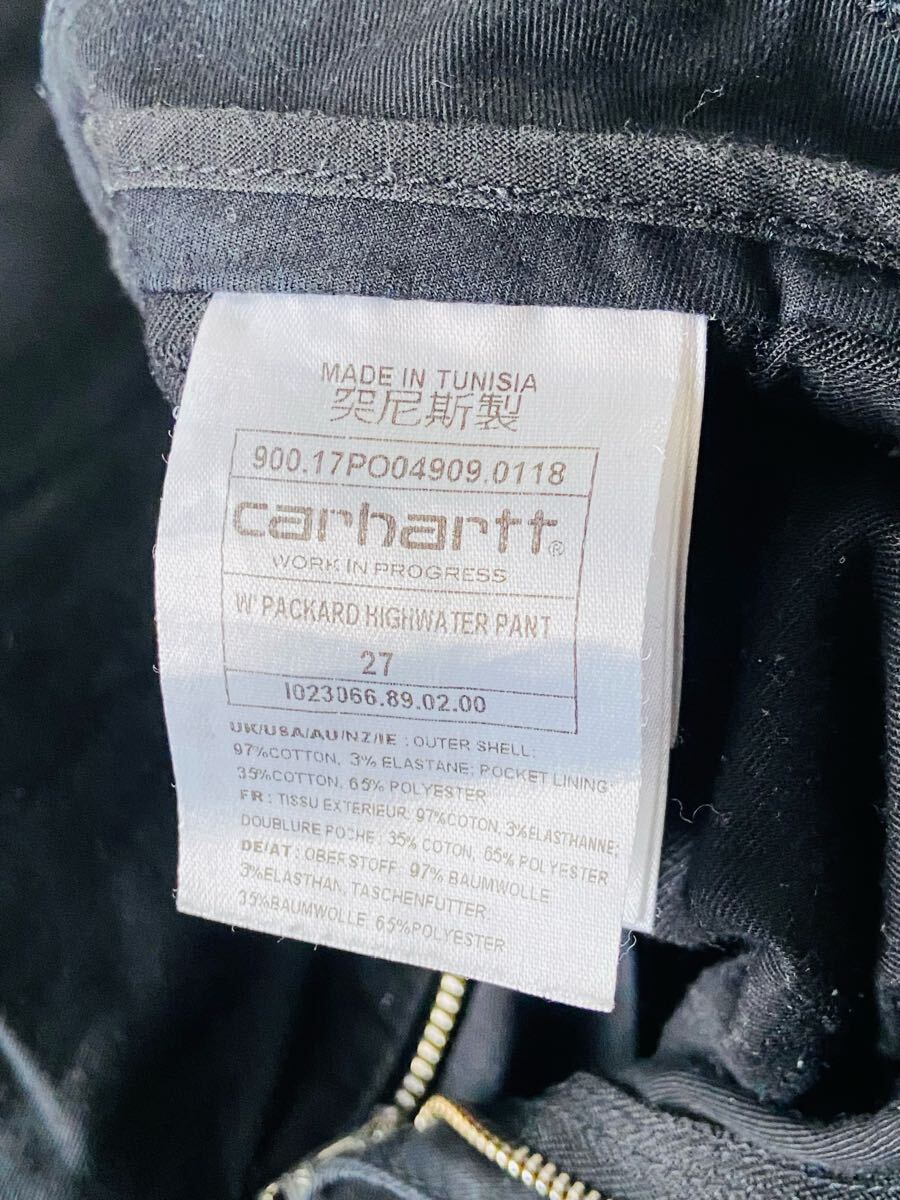 MADE IN TUNISIA
突尼斯製
900.17PO04909.0118
carhartt®
WORK IN PROGRESS
W' PACKARD HIGHWATER PANT
27
I023066.89.02.00
UK/USA/AU/NZ/IE : OUTER SHELL:
97%COTTON, 3% ELASTANE; POCKET LINING
35%COTTON, 65% POLYESTER
FR : TISSU EXTERIEUR: 97%COTON, 3%ELASTHANNE;
DOUBLURE POCHE : 35% COTON, 65% POLYESTER
DE/AT : OBERSTOFF: 97% BAUMWOLLE
3%ELASTHAN, TASCHENFUTTER:
35%BAUMWOLLE, 65%POLYESTER